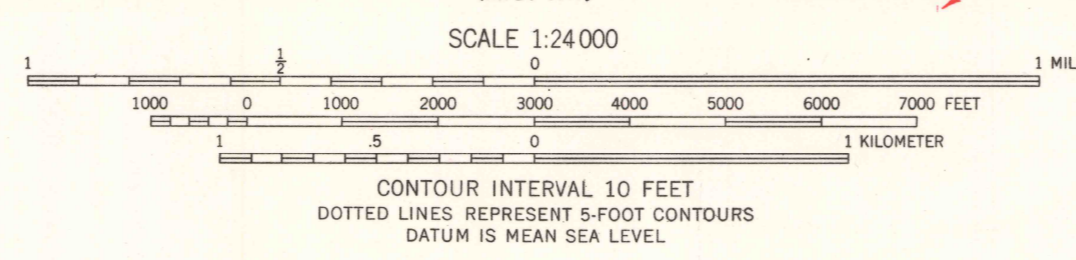 SCALE 1:24 000
1 ½ 0 1 MIL
1000 0 1000 2000 3000 4000 5000 6000 7000 FEET
1 .5 0 1 KILOMETER
CONTOUR INTERVAL 10 FEET
DOTTED LINES REPRESENT 5-FOOT CONTOURS
DATUM IS MEAN SEA LEVEL